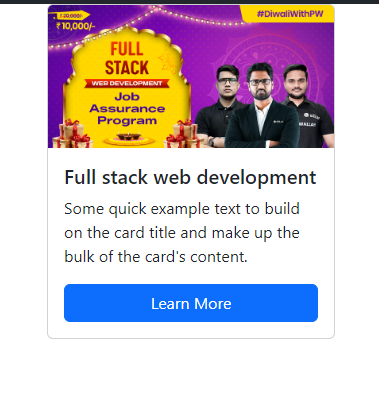 #DiwaliWithPW
₹20,000/-
₹10,000/-
FULL
STACK
WEB DEVELOPMENT
Job
Assurance
Program
Full stack web development
Some quick example text to build
on the card title and make up the
bulk of the card's content.
Learn More